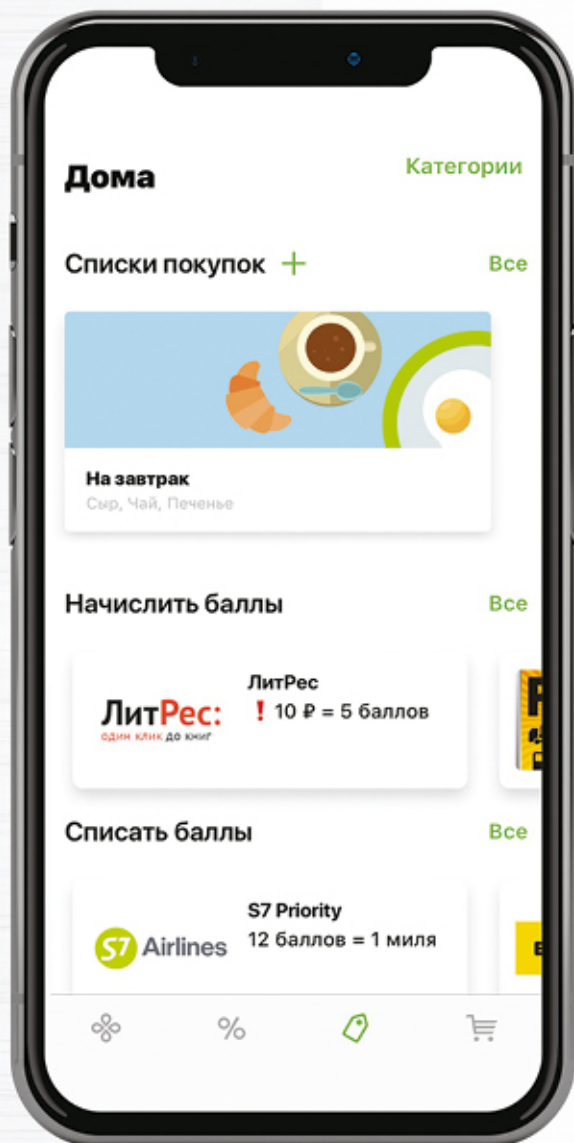 Дома
Категории
Списки покупок +
Все
На завтрак
Сыр, Чай, Печенье
Начислить баллы
Все
ЛитРес:
один клик до книг
ЛитРес
! 10 ₽ = 5 баллов
Списать баллы
Все
S7 Airlines
S7 Priority
12 баллов = 1 миля
%